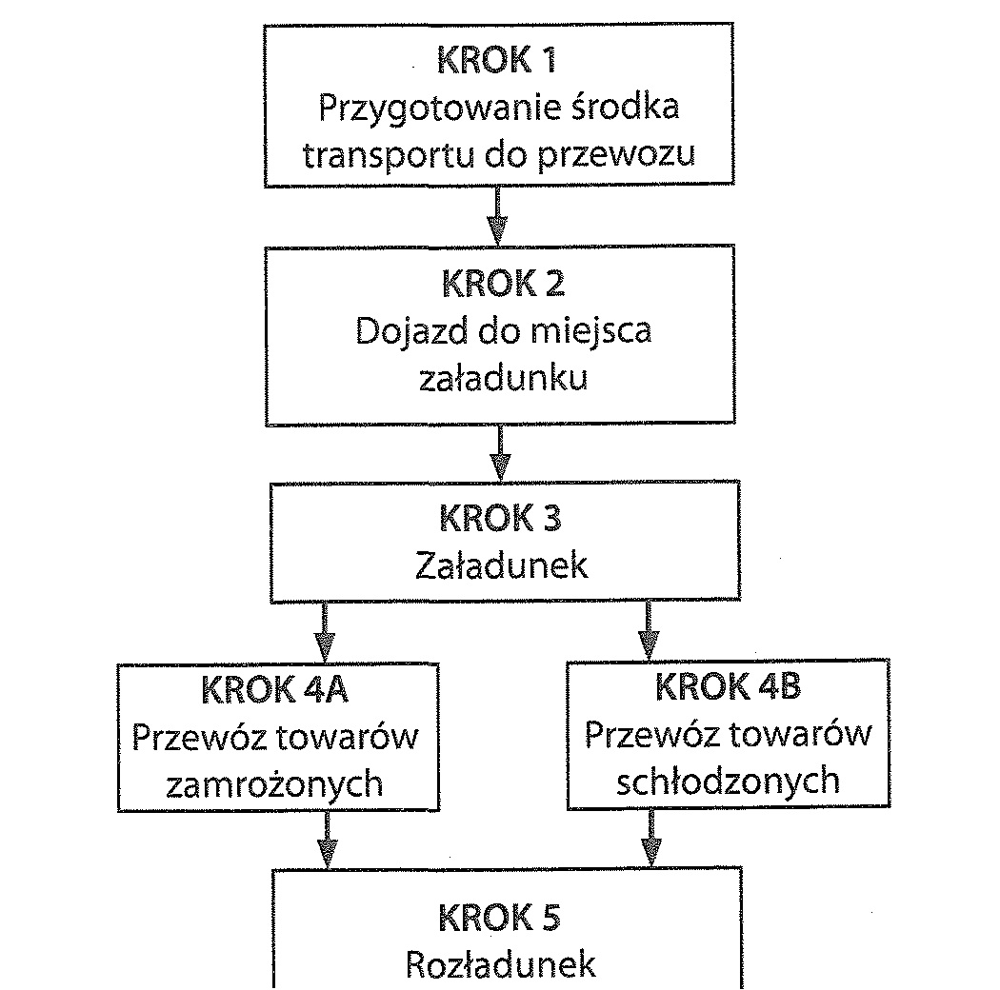 KROK 1
Przygotowanie środka
transportu do przewozu
KROK 2
Dojazd do miejsca
załadunku
KROK 3
Załadunek
KROK 4A
Przewóz towarów
zamrożonych
KROK 4B
Przewóz towarów
schłodzonych
KROK 5
Rozładunek